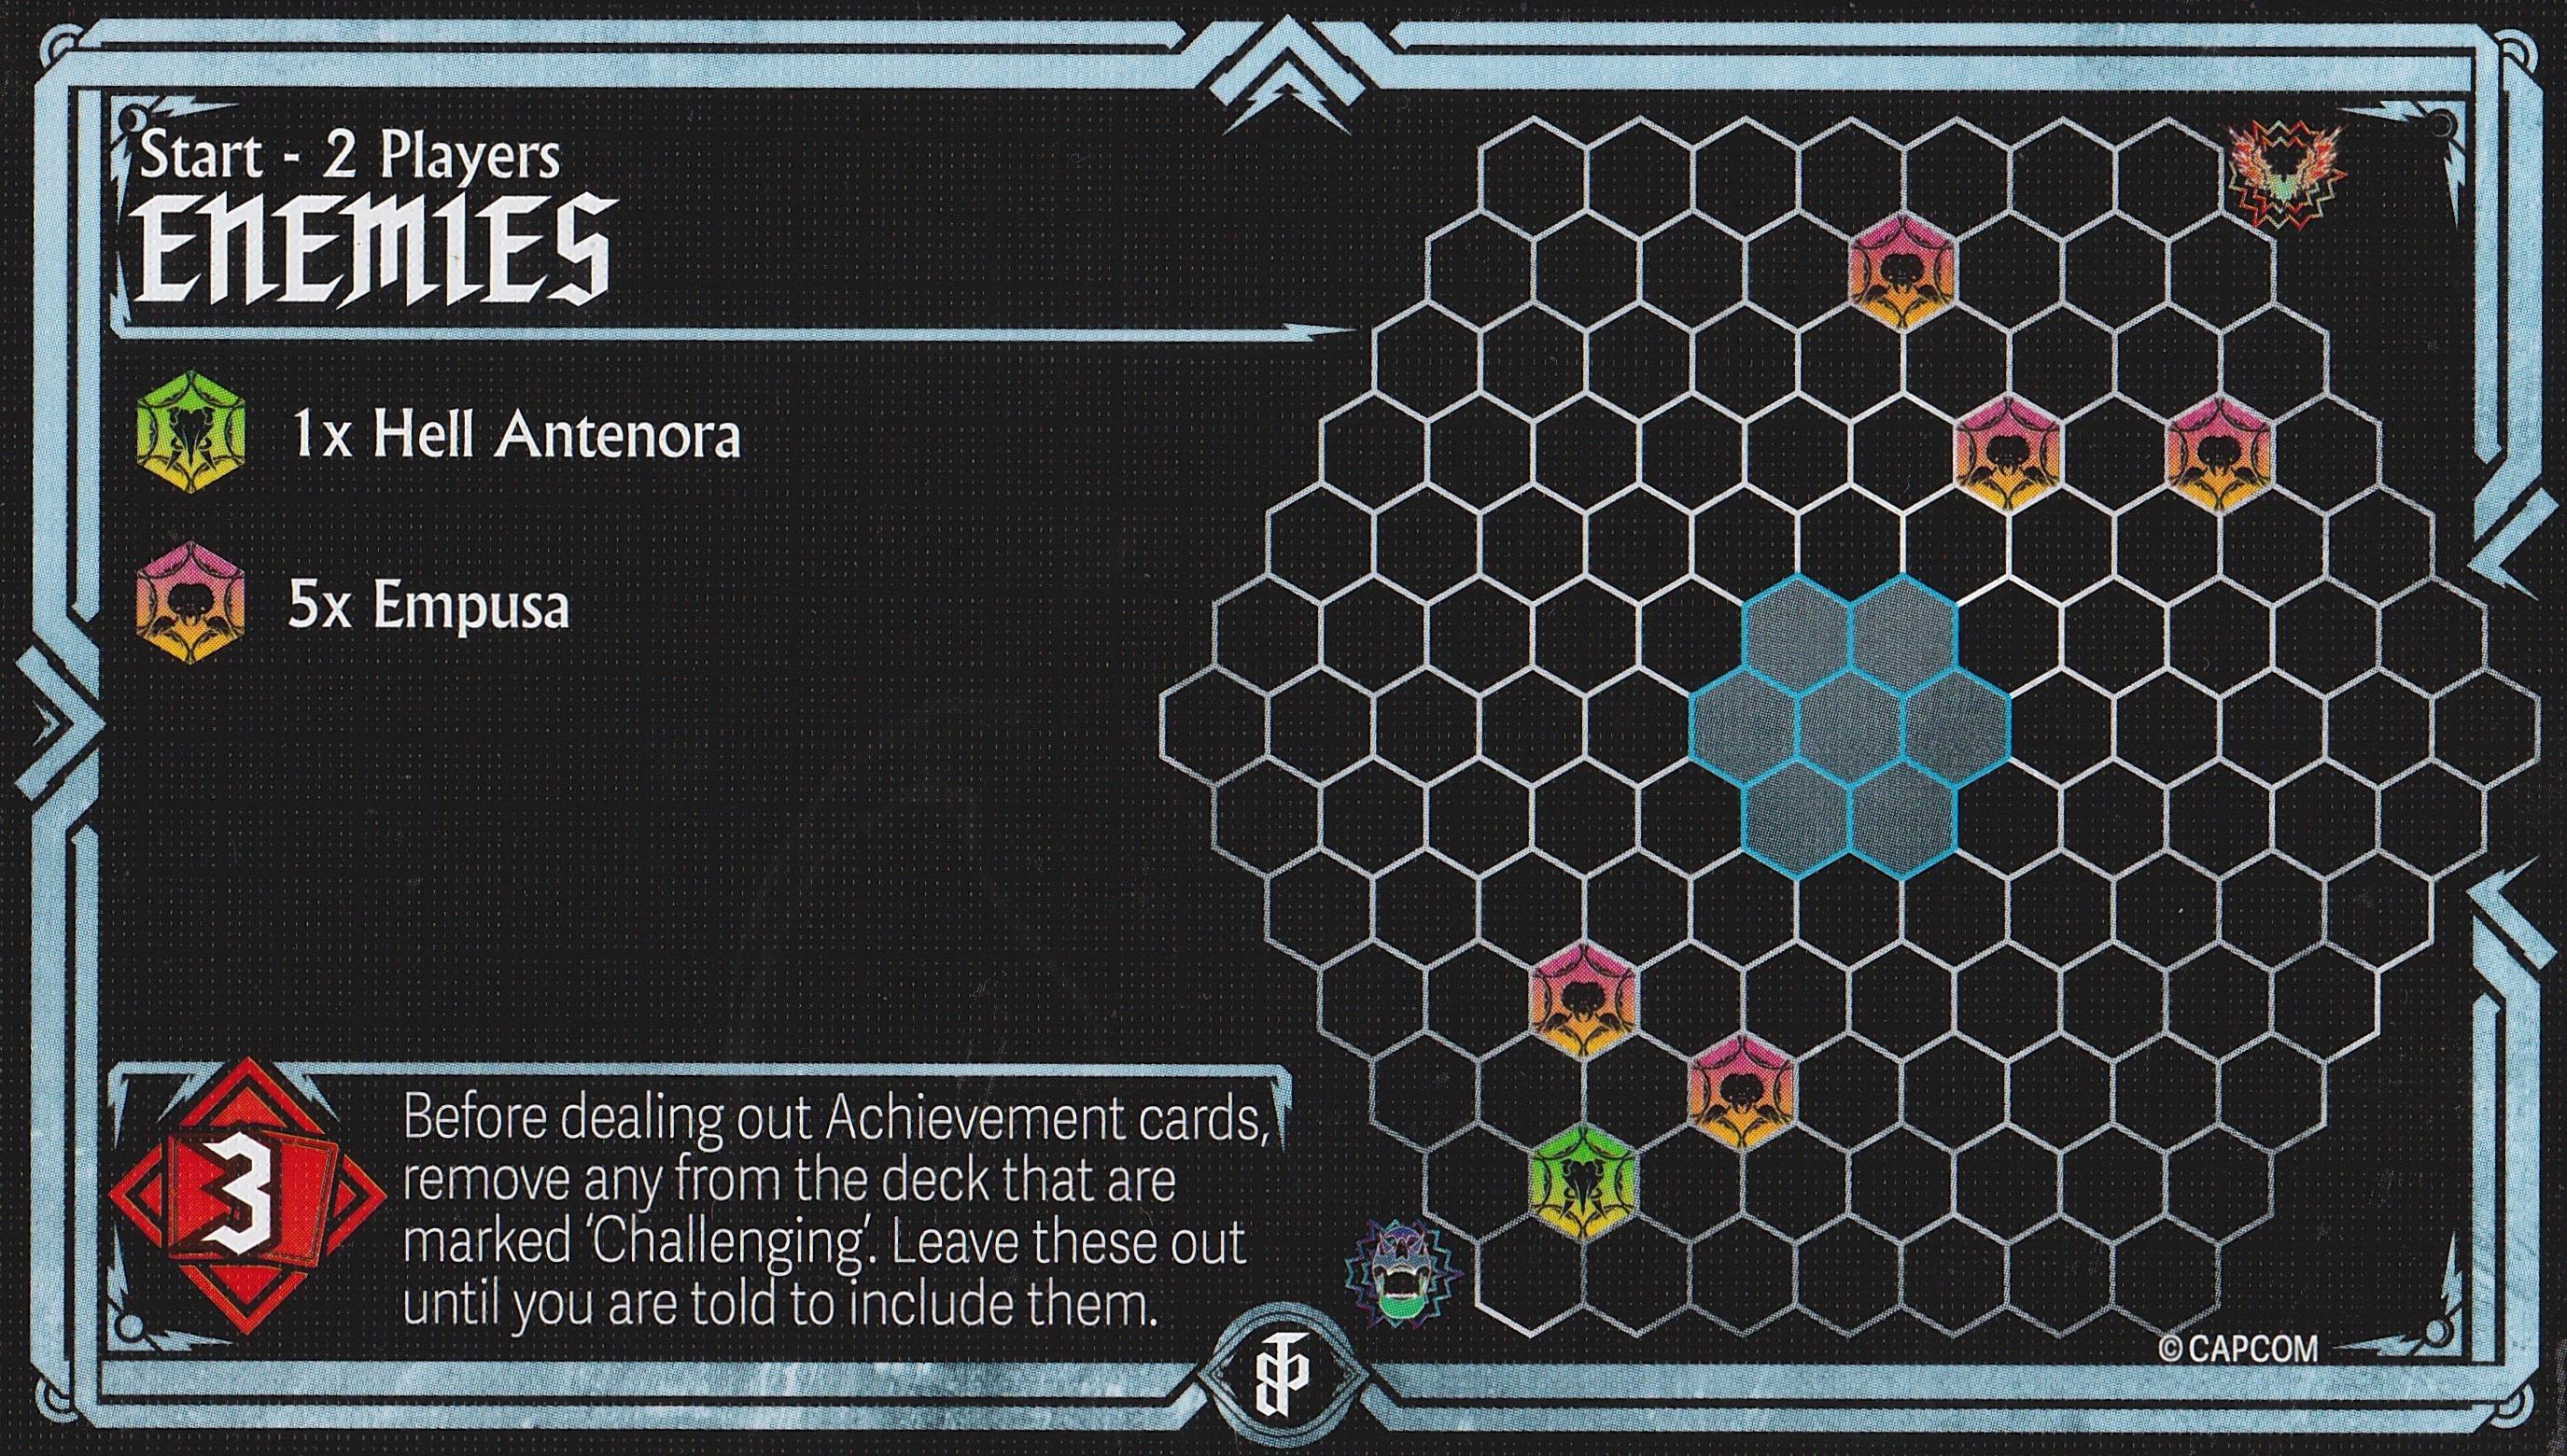 Start - 2 Players
ENEMIES
1x Hell Antenora
5x Empusa
3
Before dealing out Achievement cards,
remove any from the deck that are
marked ‘Challenging’. Leave these out
until you are told to include them.
© CAPCOM